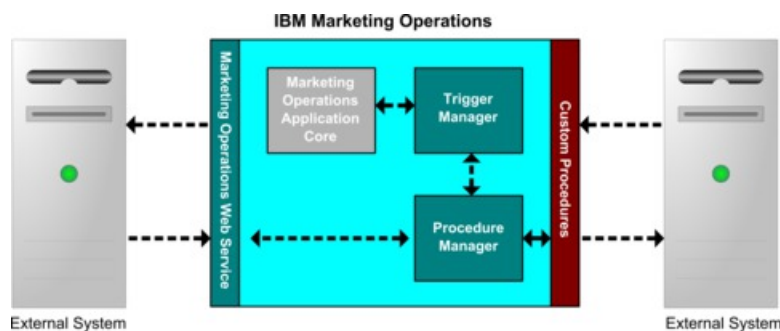 IBM Marketing Operations
Marketing Operations Web Service
Marketing
Operations
Application
Core
Trigger
Manager
Procedure
Manager
Custom Procedures
External System
External System